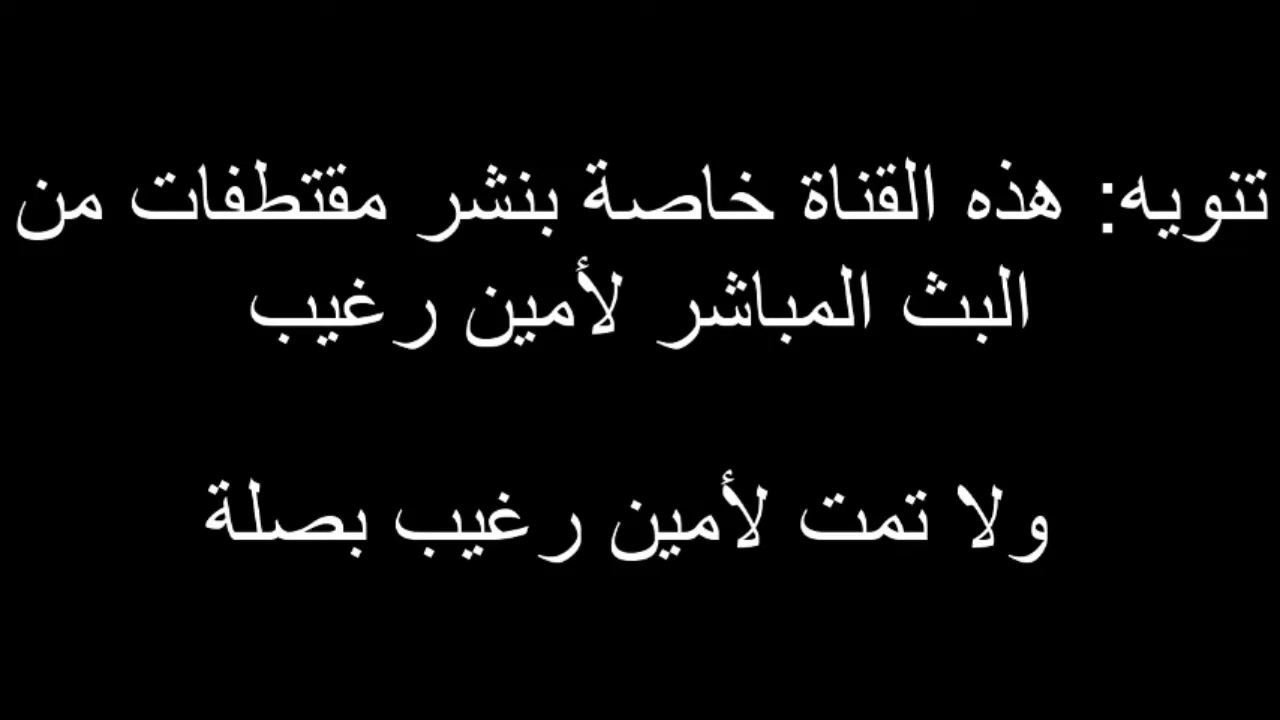 تنويه: هذه القناة خاصة بنشر مقتطفات من
البث المباشر لأمين رغيب
ولا تمت لأمين رغيب بصلة